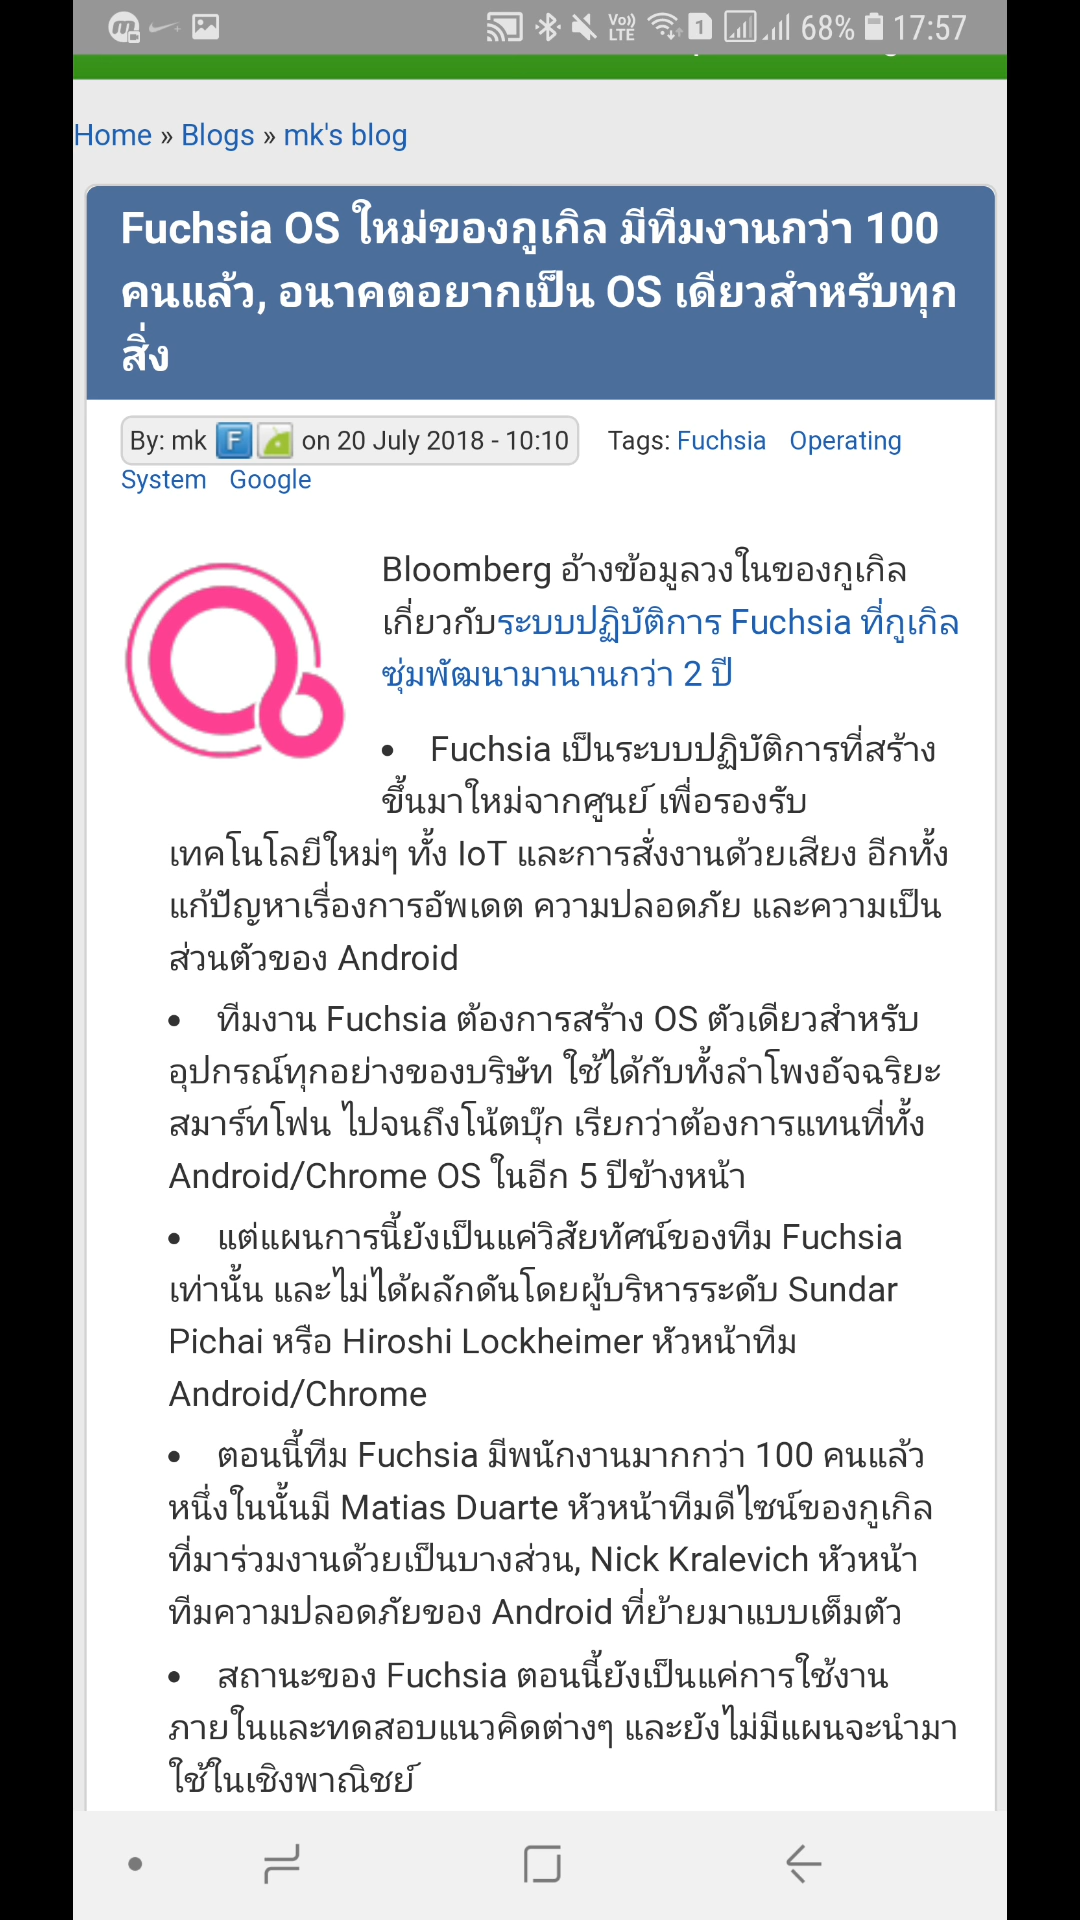 Vo)) LTE 1 68% 17:57
Home » Blogs » mk's blog
Fuchsia OS ใหม่ของกูเกิล มีทีมงานกว่า 100
คนแล้ว, อนาคตอยากเป็น OS เดียวสำหรับทุก
สิ่ง
By: mk F on 20 July 2018 - 10:10 Tags: Fuchsia Operating
System Google
Bloomberg อ้างข้อมูลวงในของกูเกิล
เกี่ยวกับระบบปฏิบัติการ Fuchsia ที่กูเกิล
ซุ่มพัฒนามานานกว่า 2 ปี
• Fuchsia เป็นระบบปฏิบัติการที่สร้าง
ขึ้นมาใหม่จากศูนย์ เพื่อรองรับ
เทคโนโลยีใหม่ๆ ทั้ง IoT และการสั่งงานด้วยเสียง อีกทั้ง
แก้ปัญหาเรื่องการอัพเดต ความปลอดภัย และความเป็น
ส่วนตัวของ Android
• ทีมงาน Fuchsia ต้องการสร้าง OS ตัวเดียวสำหรับ
อุปกรณ์ทุกอย่างของบริษัท ใช้ได้กับทั้งลำโพงอัจฉริยะ
สมาร์ทโฟน ไปจนถึงโน้ตบุ๊ก เรียกว่าต้องการแทนที่ทั้ง
Android/Chrome OS ในอีก 5 ปีข้างหน้า
• แต่แผนการนี้ยังเป็นแค่วิสัยทัศน์ของทีม Fuchsia
เท่านั้น และไม่ได้ผลักดันโดยผู้บริหารระดับ Sundar
Pichai หรือ Hiroshi Lockheimer หัวหน้าทีม
Android/Chrome
• ตอนนี้ทีม Fuchsia มีพนักงานมากกว่า 100 คนแล้ว
หนึ่งในนั้นมี Matias Duarte หัวหน้าทีมดีไซน์ของกูเกิล
ที่มาร่วมงานด้วยเป็นบางส่วน, Nick Kralevich หัวหน้า
ทีมความปลอดภัยของ Android ที่ย้ายมาแบบเต็มตัว
• สถานะของ Fuchsia ตอนนี้ยังเป็นแค่การใช้งาน
ภายในและทดสอบแนวคิดต่างๆ และยังไม่มีแผนจะนำมา
ใช้ในเชิงพาณิชย์